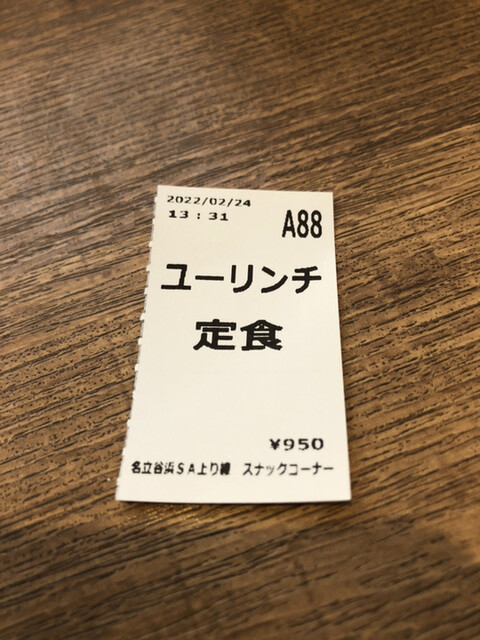 2022/02/24
13:31
A88
ユーリンチ
定食
¥950
名立谷浜SA上り線 スナックコーナー